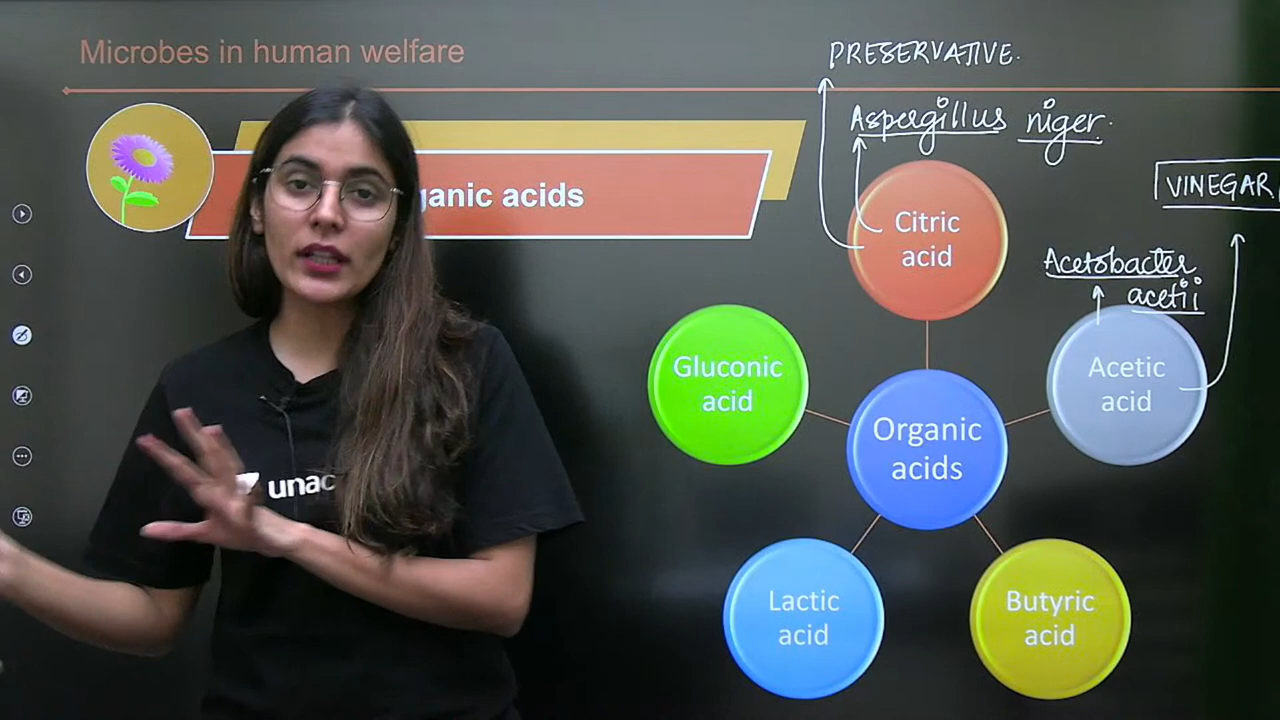 Microbes in human welfare
PRESERVATIVE.
Aspergillus niger.
VINEGAR
ganic acids
Citric
acid
Acetobacter
acetii
Gluconic
acid
Acetic
acid
Organic
acids
unac
Lactic
acid
Butyric
acid